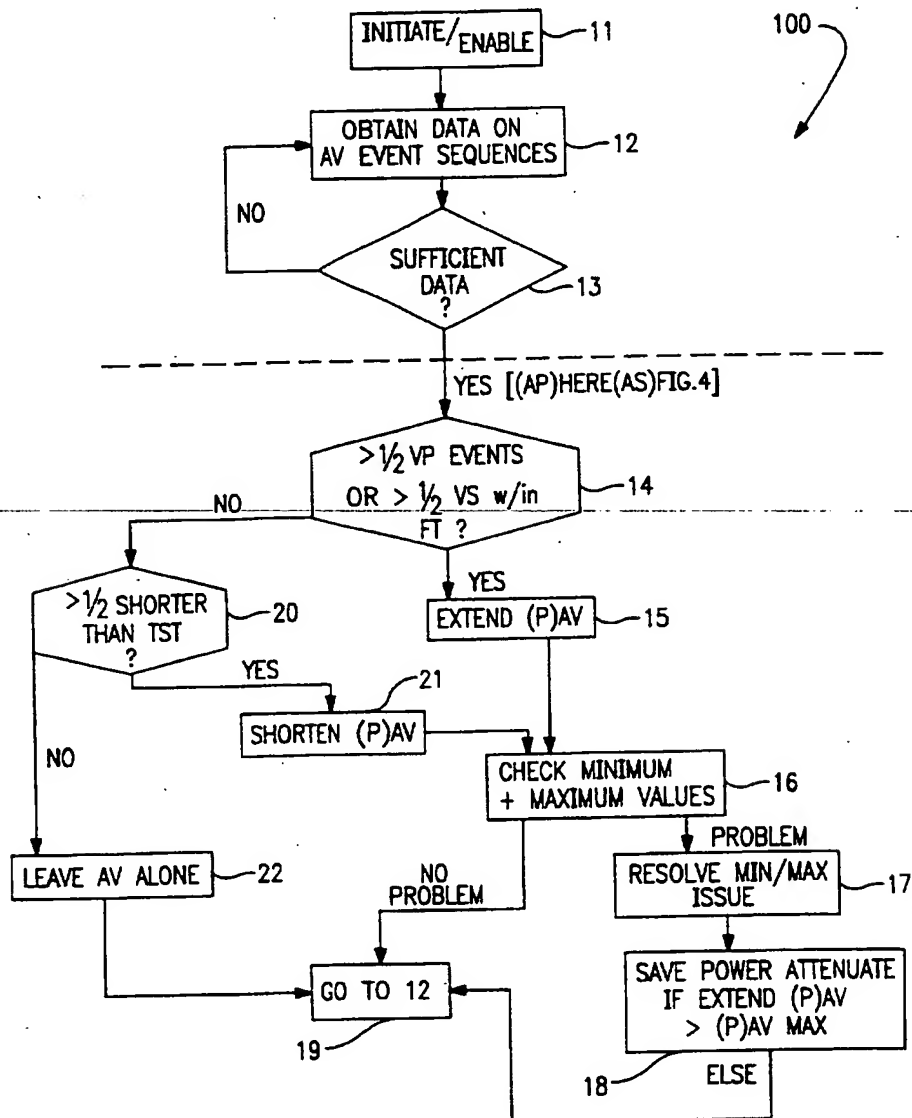 INITIATE/ENABLE
11
100
OBTAIN DATA ON
AV EVENT SEQUENCES
12
NO
SUFFICIENT
DATA
?
13
YES [(AP)HERE(AS)FIG.4]
>1/2 VP EVENTS
OR > 1/2 VS w/in
FT ?
14
NO
YES
>1/2 SHORTER
THAN TST
?
20
EXTEND (P)AV
15
YES
21
SHORTEN (P)AV
NO
CHECK MINIMUM
+ MAXIMUM VALUES
16
PROBLEM
LEAVE AV ALONE
22
NO
PROBLEM
RESOLVE MIN/MAX
ISSUE
17
GO TO 12
19
SAVE POWER ATTENUATE
IF EXTEND (P)AV
> (P)AV MAX
18
ELSE